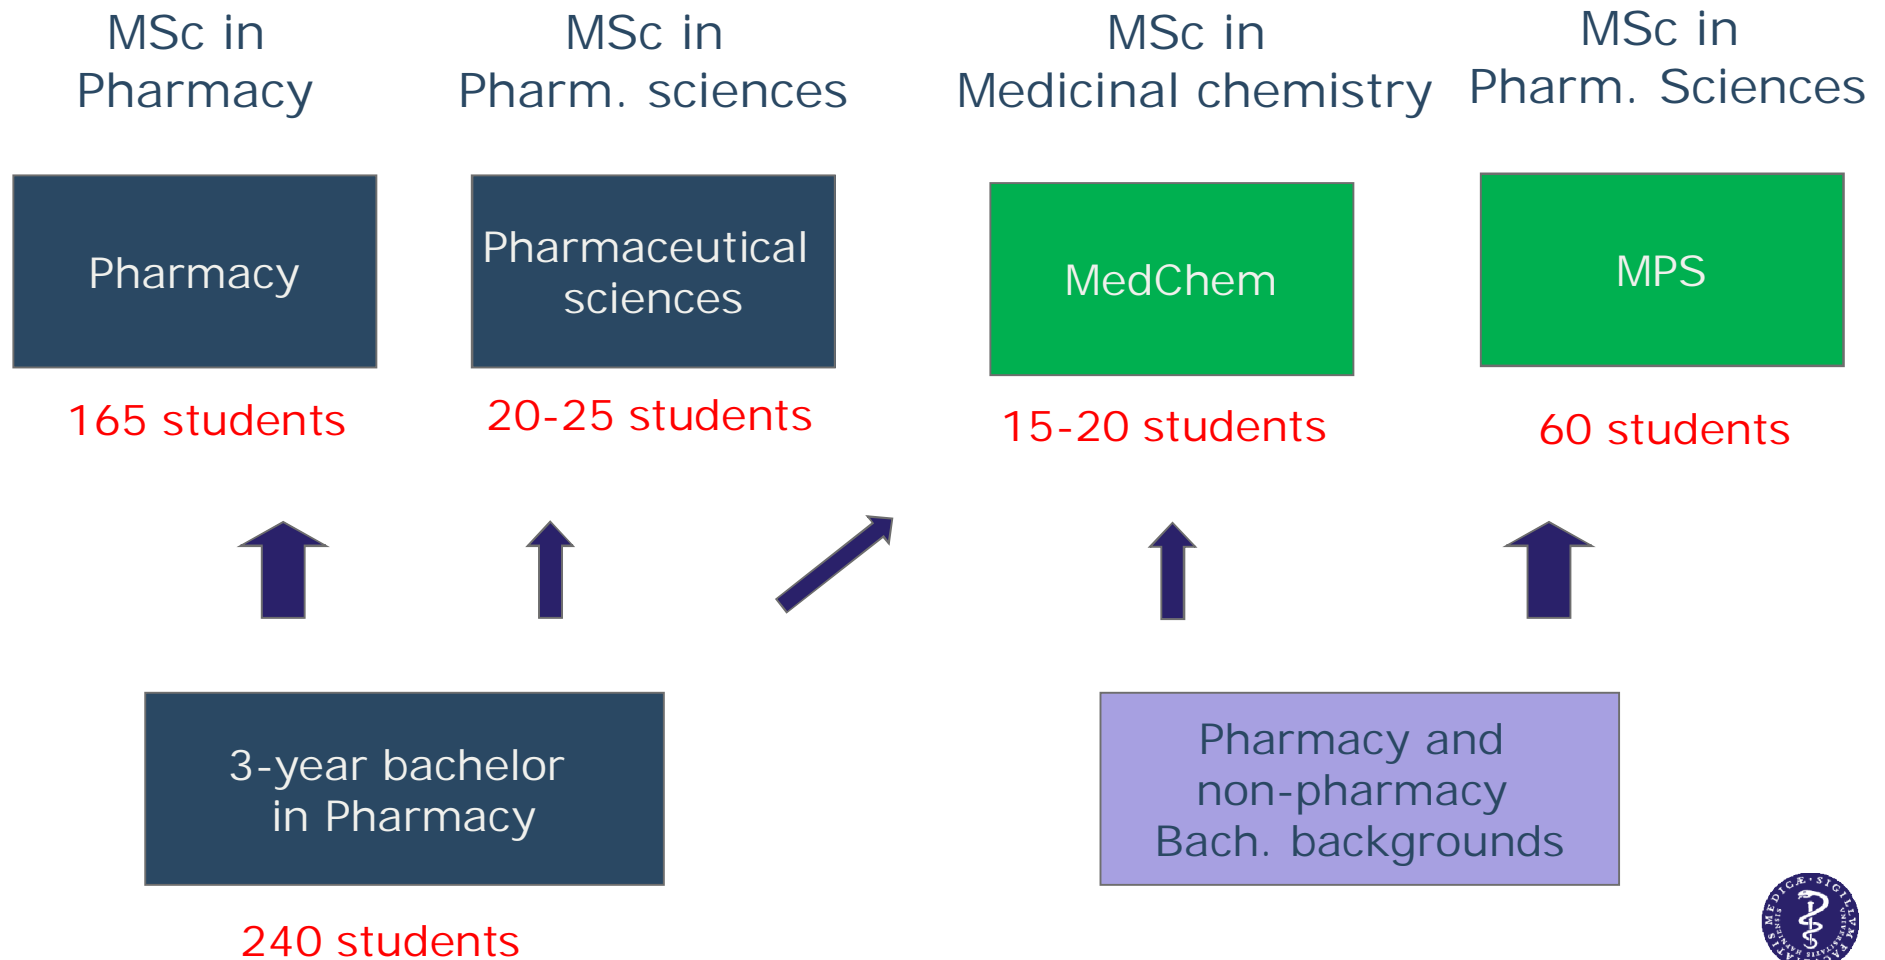 MSc in
Pharmacy
MSc in
Pharm. sciences
MSc in
Medicinal chemistry
MSc in
Pharm. Sciences
Pharmacy
Pharmaceutical
sciences
MedChem
MPS
165 students
20-25 students
15-20 students
60 students
3-year bachelor
in Pharmacy
Pharmacy and
non-pharmacy
Bach. backgrounds
240 students